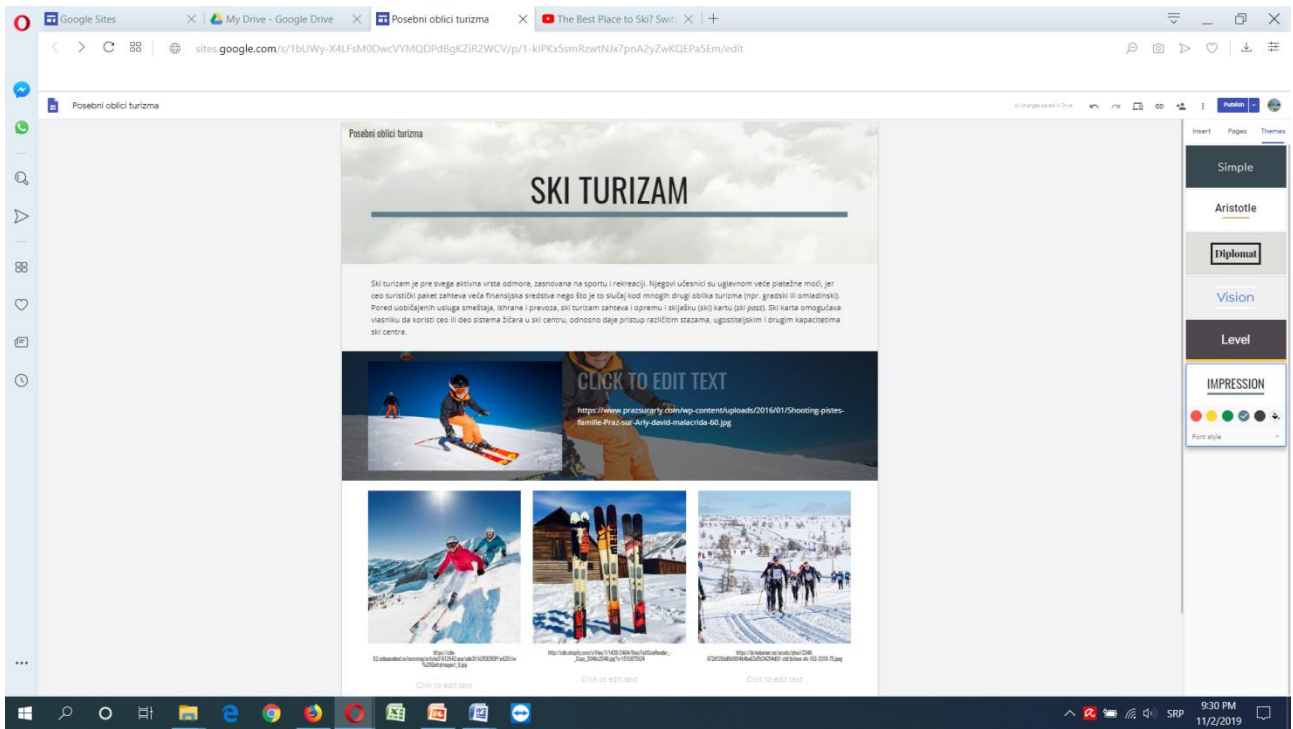 Google Sites
My Drive - Google Drive
Posebni oblici turizma
The Best Place to Ski? Swit
sites.google.com/s/1bUWy-X4LFsM0DwcVYMQDPdBgKZiR2WCV/p/1-kIPKx5smRzwtNJx7pnA2yZwKQEPa5Em/edit
Posebni oblici turizma
All changes saved in Drive
Publish
Insert Pages Themes
Posebni oblici turizma
SKI TURIZAM
Ski turizam je pre svega aktivna vrsta odmora, zasnovana na sportu i rekreaciji. Njegovi učesnici su uglavnom veće platežne moći, jer
ceo turistički paket zahteva veća finansijska sredstva nego što je to slučaj kod mnogih drugi oblika turizma (npr. gradski ili omladinski).
Pored uobičajenih usluga smeštaja, ishrane i prevoza, ski turizam zahteva i opremu i skijašku (ski) kartu (ski pass). Ski karta omogućava
vlasniku da koristi ceo ili deo sistema žičara u ski centru, odnosno daje pristup različitim stazama, ugostiteljskim i drugim kapacitetima
ski centra.
CLICK TO EDIT TEXT
https://www.prazsurarly.com/wp-content/uploads/2016/01/Shooting-pistes-
famille-Praz-sur-Arly-david-malacrida-60.jpg
Click to edit text
Click to edit text
Click to edit text
Simple
Aristotle
Diplomat
Vision
Level
IMPRESSION
Font style
SRP
9:30 PM
11/2/2019